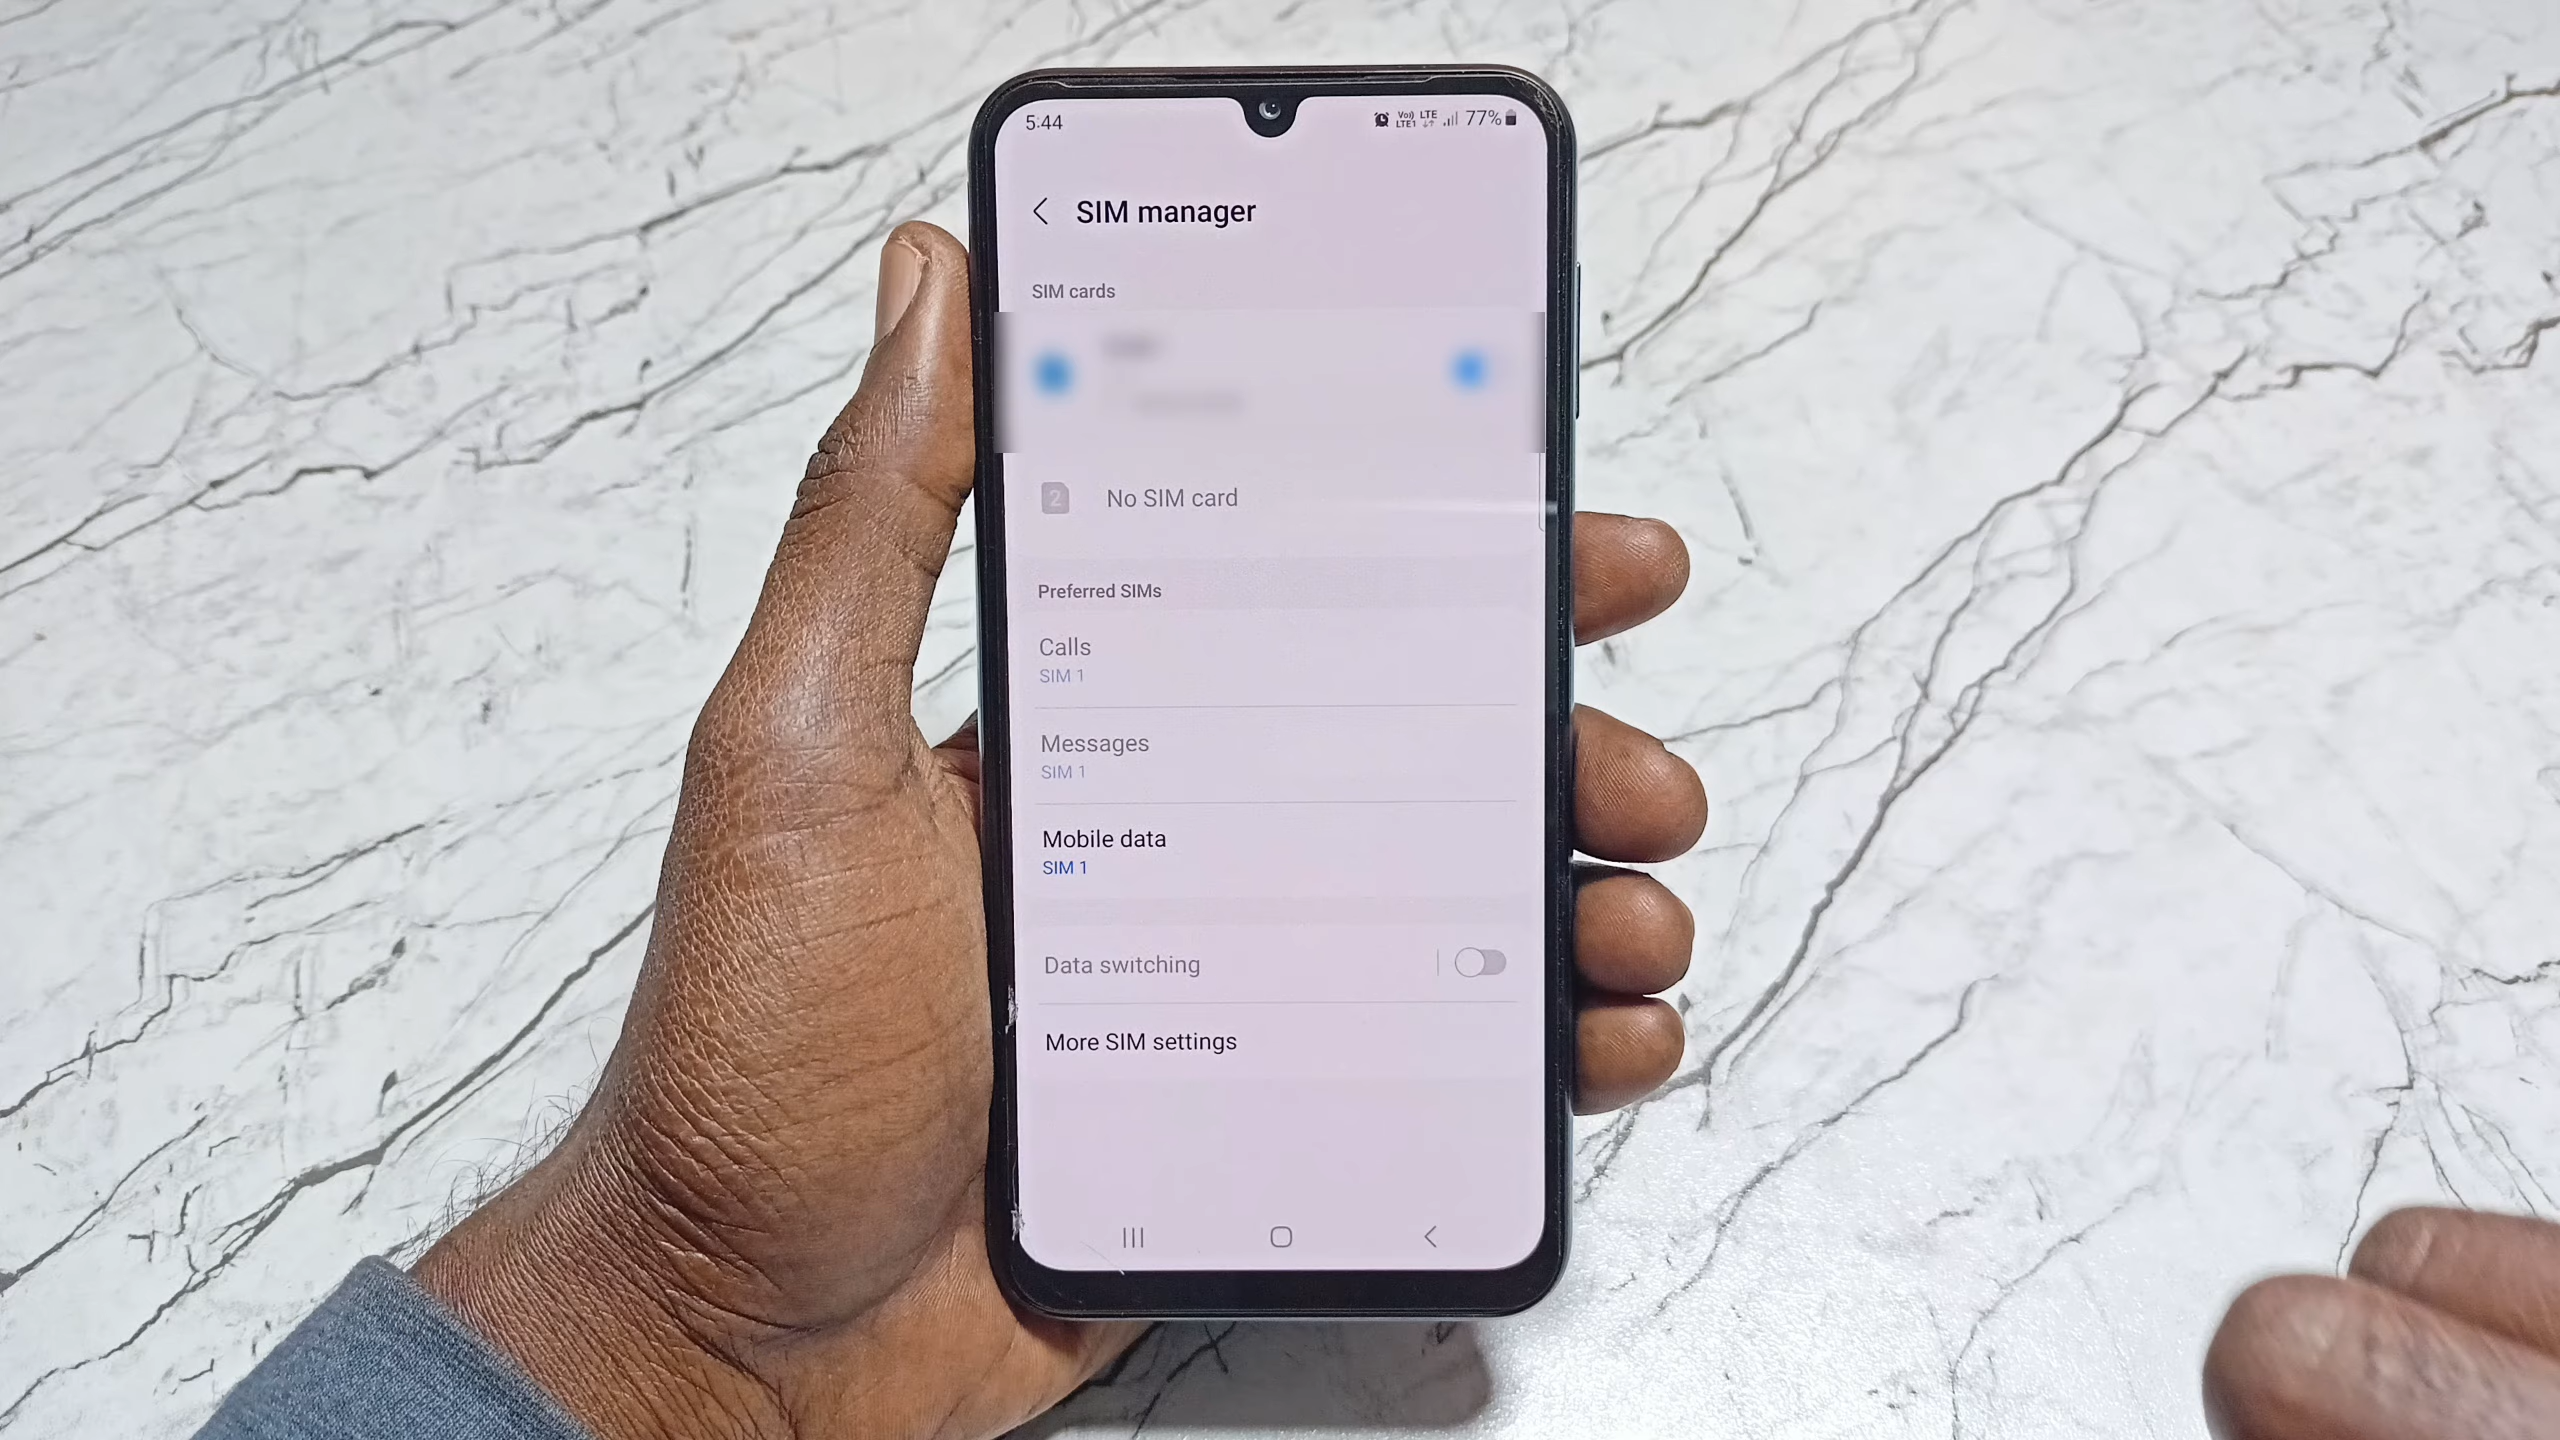 5:44
Vo) LTE
LTE1 77%
SIM manager
SIM cards
2 No SIM card
Preferred SIMs
Calls
SIM 1
Messages
SIM 1
Mobile data
SIM 1
Data switching
More SIM settings